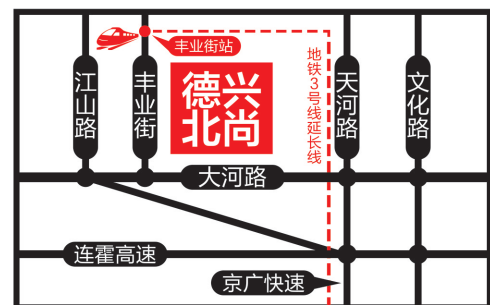 丰业街站
江山路
丰业街
德兴
北尚
地铁3号线延长线
天河路
文化路
大河路
连霍高速
京广快速